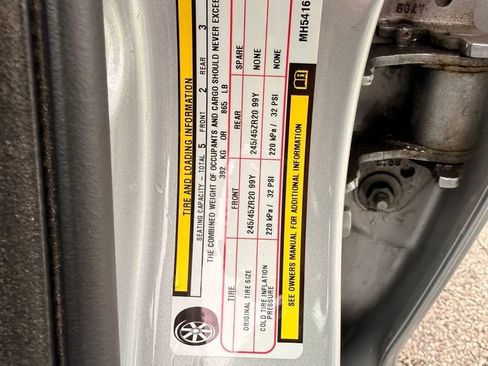 TIRE AND LOADING INFORMATION
SEATING CAPACITY - TOTAL 5 FRONT 2 REAR 3
THE COMBINED WEIGHT OF OCCUPANTS AND CARGO SHOULD NEVER EXCEED
392 KG OR 865 LB
TIRE FRONT REAR SPARE
ORIGINAL TIRE SIZE 245/45ZR20 99Y 245/45ZR20 99Y NONE
COLD TIRE INFLATION PRESSURE 220 kPa / 32 PSI 220 kPa / 32 PSI NONE
SEE OWNERS MANUAL FOR ADDITIONAL INFORMATION
MH5416